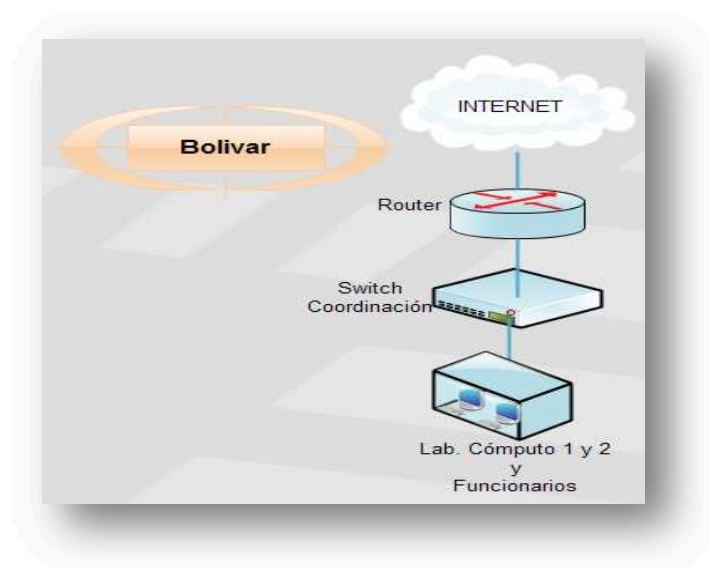 INTERNET
Bolivar
Router
Switch
Coordinación
Lab. Cómputo 1 y 2
y
Funcionarios